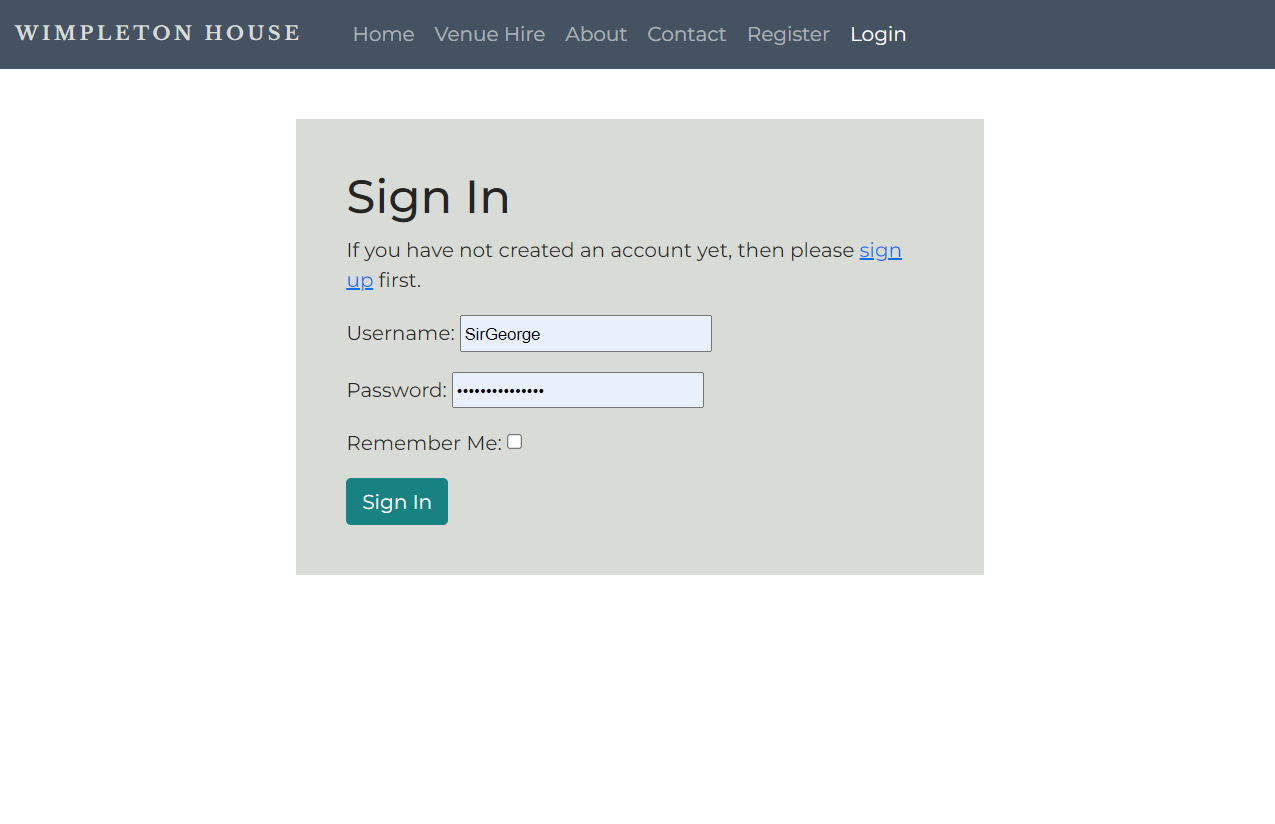 WIMPLETON HOUSE Home Venue Hire About Contact Register Login
Sign In
If you have not created an account yet, then please sign
up first.
Username: SirGeorge
Password: •••••••••••••••
Remember Me:
Sign In